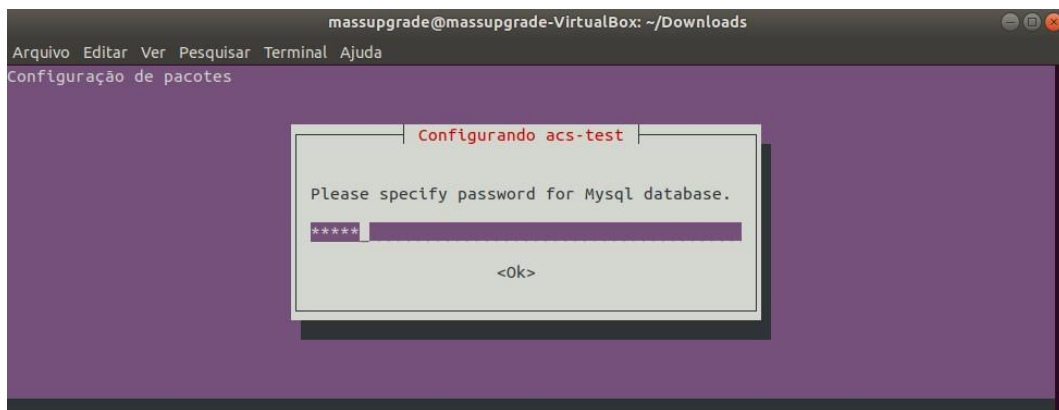 massupgrade@massupgrade-VirtualBox: ~/Downloads
Arquivo Editar Ver Pesquisar Terminal Ajuda
Configuração de pacotes
Configurando acs-test
Please specify password for Mysql database.
*****_
<Ok>